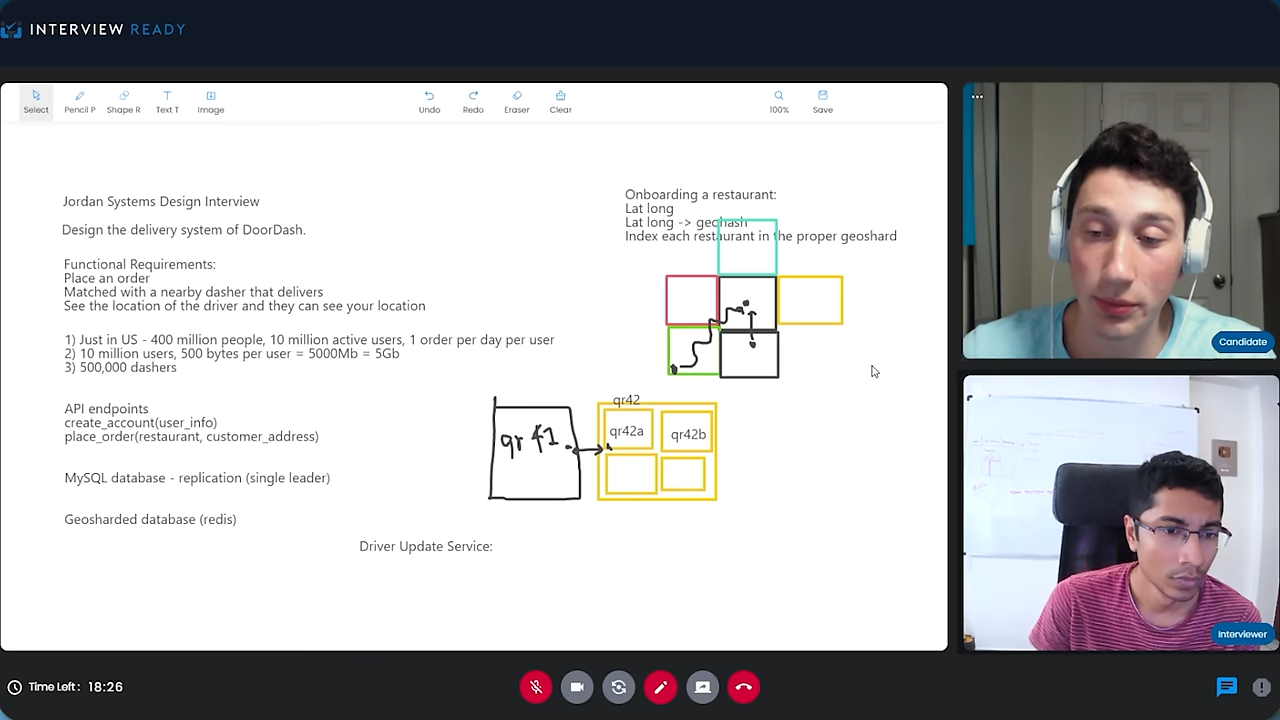 INTERVIEW READY
Select
Pencil P
Shape R
Text T
Image
Undo
Redo
Eraser
Clear
100%
Save
Jordan Systems Design Interview
Design the delivery system of DoorDash.
Functional Requirements:
Place an order
Matched with a nearby dasher that delivers
See the location of the driver and they can see your location
1) Just in US - 400 million people, 10 million active users, 1 order per day per user
2) 10 million users, 500 bytes per user = 5000Mb = 5Gb
3) 500,000 dashers
API endpoints
create_account(user_info)
place_order(restaurant, customer_address)
MySQL database - replication (single leader)
Geosharded database (redis)
Driver Update Service:
Onboarding a restaurant:
Lat long
Lat long -> geohash
Index each restaurant in the proper geoshard
qr41
qr42
qr42a
qr42b
Candidate
Interviewer
Time Left : 18:26